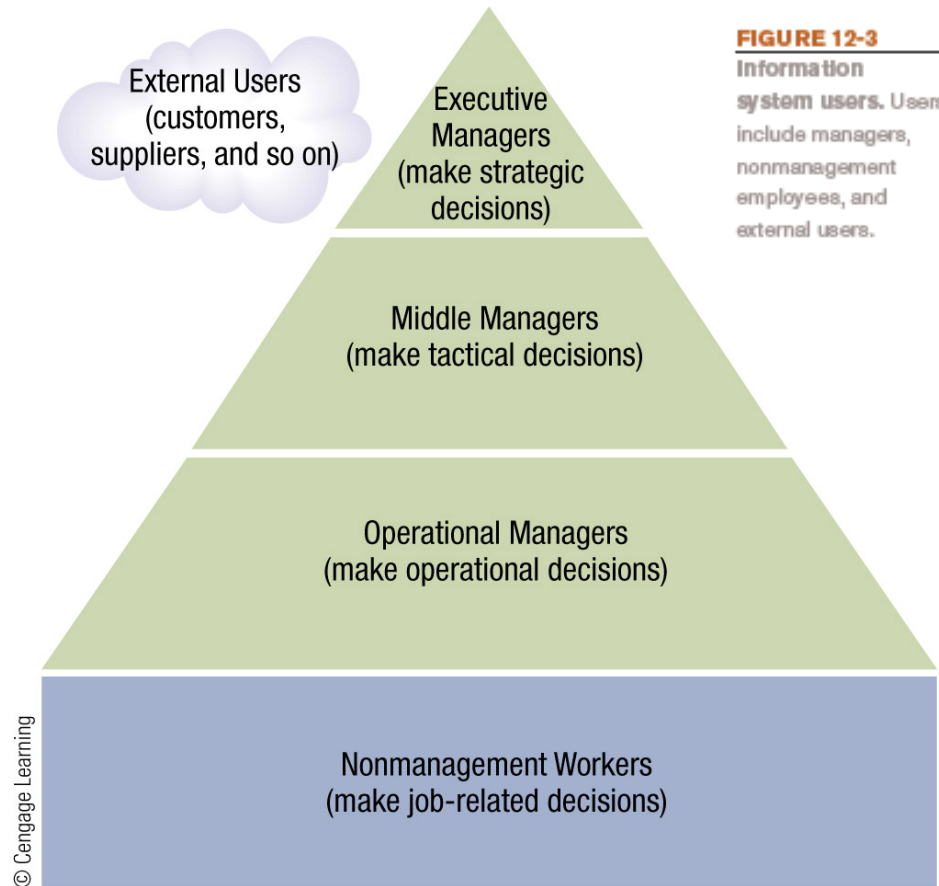 External Users
(customers,
suppliers, and so on)
Executive
Managers
(make strategic
decisions)
FIGURE 12-3
Information
system users. Users
include managers,
nonmanagement
employees, and
external users.
Middle Managers
(make tactical decisions)
Operational Managers
(make operational decisions)
Nonmanagement Workers
(make job-related decisions)
© Cengage Learning